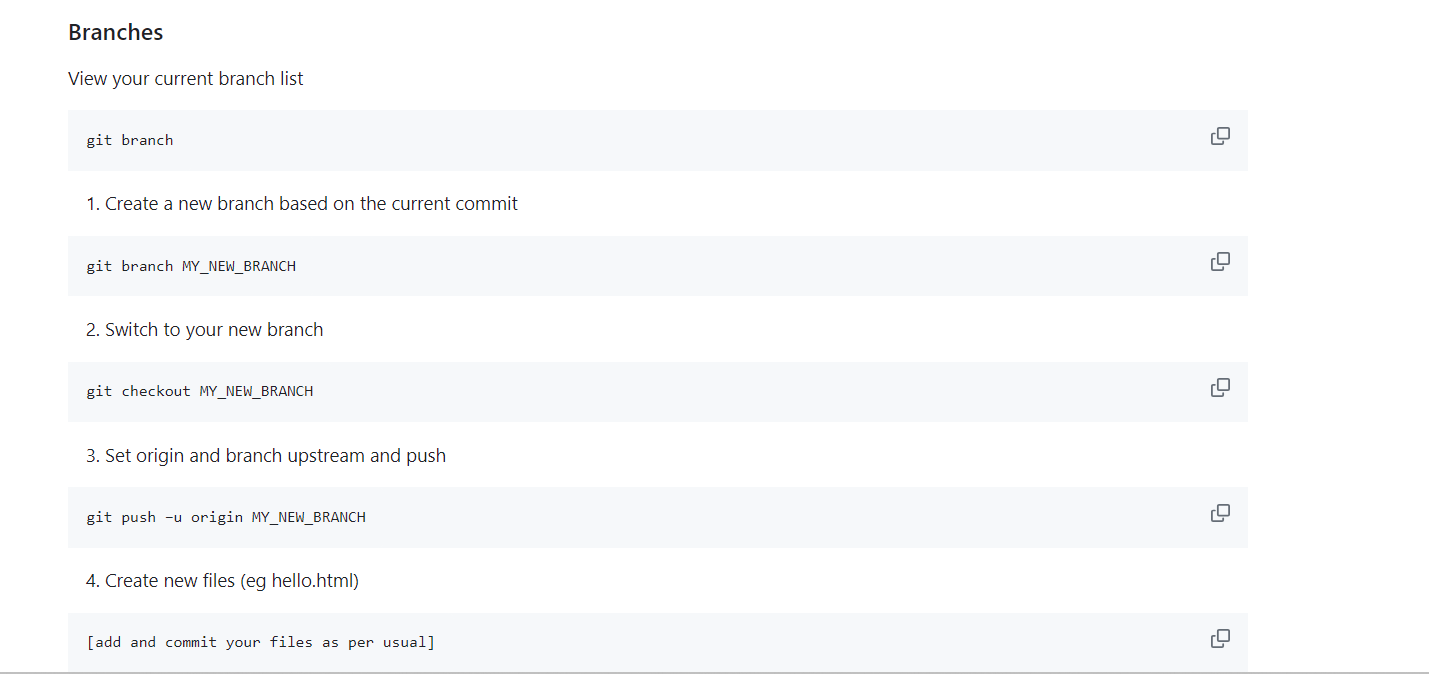 Branches
View your current branch list
git branch
1. Create a new branch based on the current commit
git branch MY_NEW_BRANCH
2. Switch to your new branch
git checkout MY_NEW_BRANCH
3. Set origin and branch upstream and push
git push –u origin MY_NEW_BRANCH
4. Create new files (eg hello.html)
[add and commit your files as per usual]